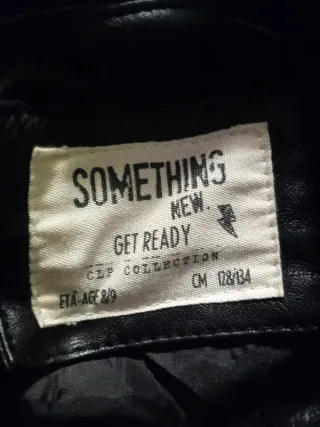 SOMETHING
NEW.
GET READY
CLP COLLECTION
ETÀ-AGE 8/9 CM 128/134